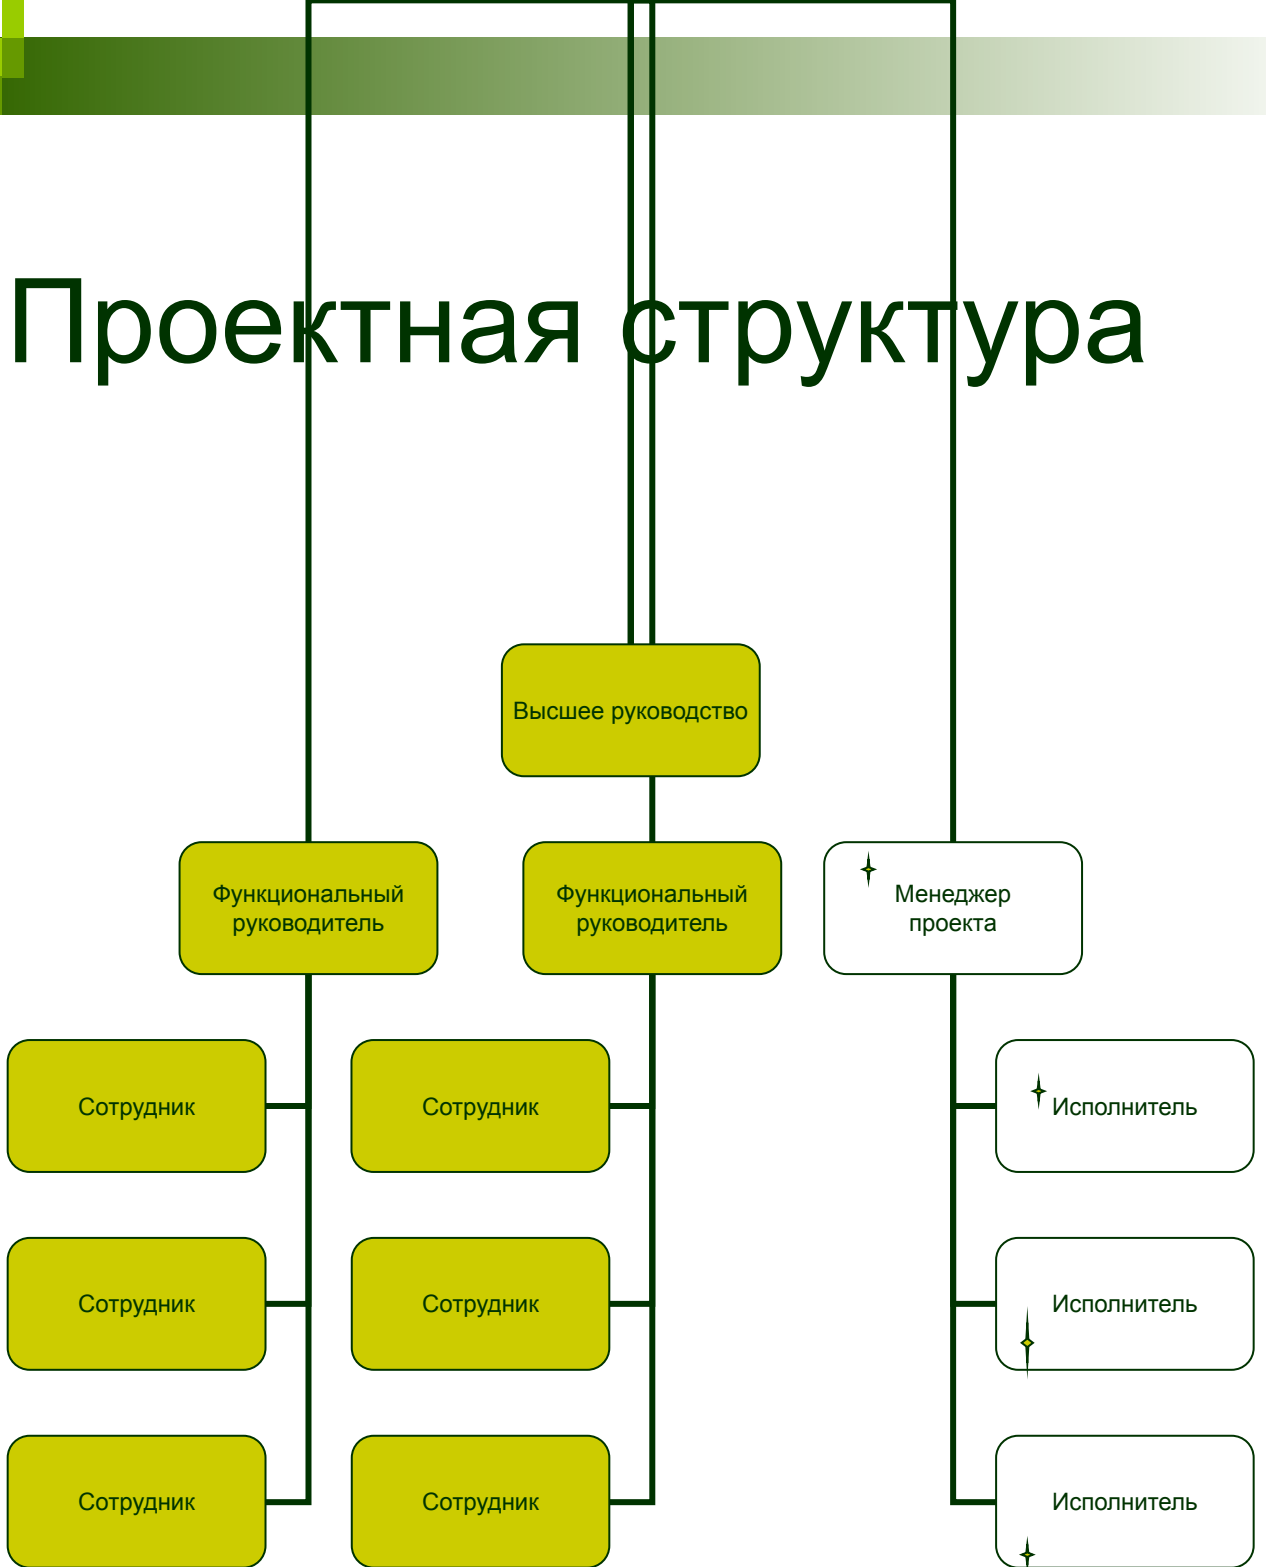 Проектная структура
Высшее руководство
Функциональный
руководитель
Функциональный
руководитель
Менеджер
проекта
Сотрудник
Сотрудник
Исполнитель
Сотрудник
Сотрудник
Исполнитель
Сотрудник
Сотрудник
Исполнитель